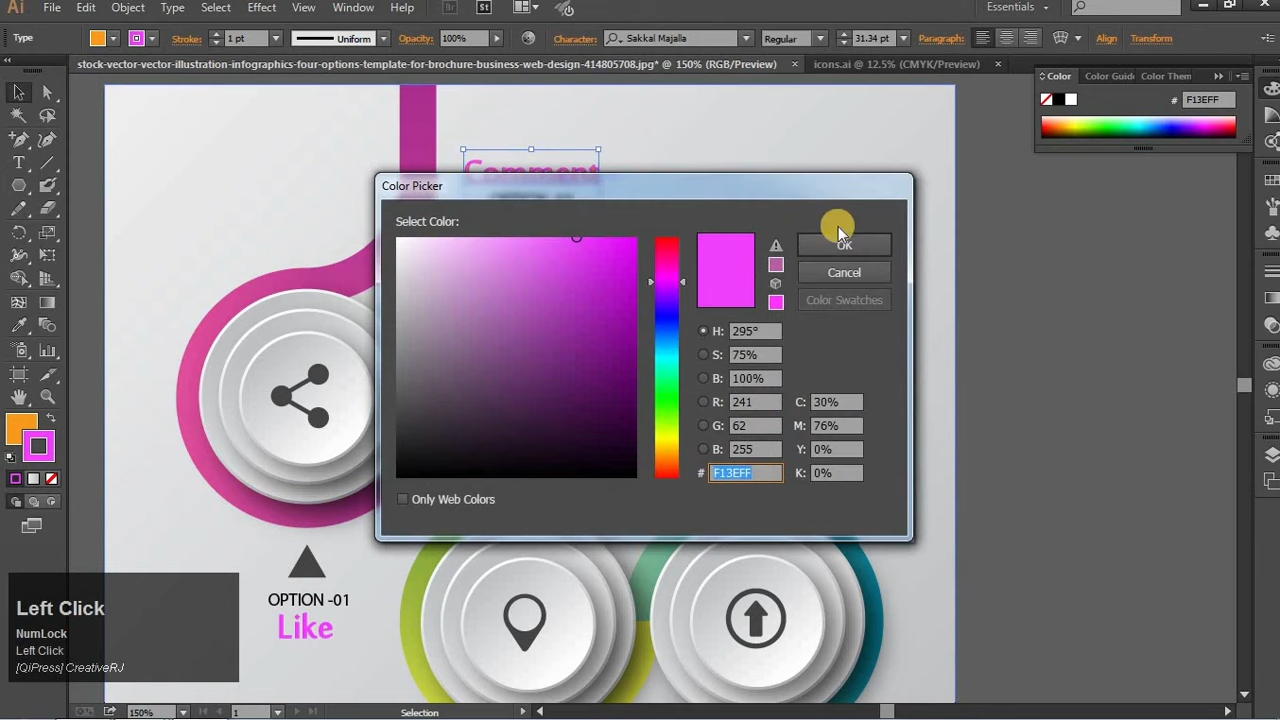 Ai File Edit Object Type Select Effect View Window Help Br St Essentials
Type Stroke: 1 pt Uniform Opacity: 100% Character: Sakkal Majalla Regular 31.34 pt Paragraph: Align Transform
stock-vector-vector-illustration-infographics-four-options-template-for-brochure-business-web-design-414805708.jpg* @ 150% (RGB/Preview) × icons.ai @ 12.5% (CMYK/Preview) ×
Color Color Guide Color Them
# F13EFF
Comment
Color Picker
Select Color:
OK
Cancel
Color Swatches
H: 295°
S: 75%
B: 100%
R: 241 C: 30%
G: 62 M: 76%
B: 255 Y: 0%
# F13EFF K: 0%
Only Web Colors
OPTION -01
Like
Left Click
NumLock
Left Click
[QiPress] CreativeRJ
150% 1 Selection